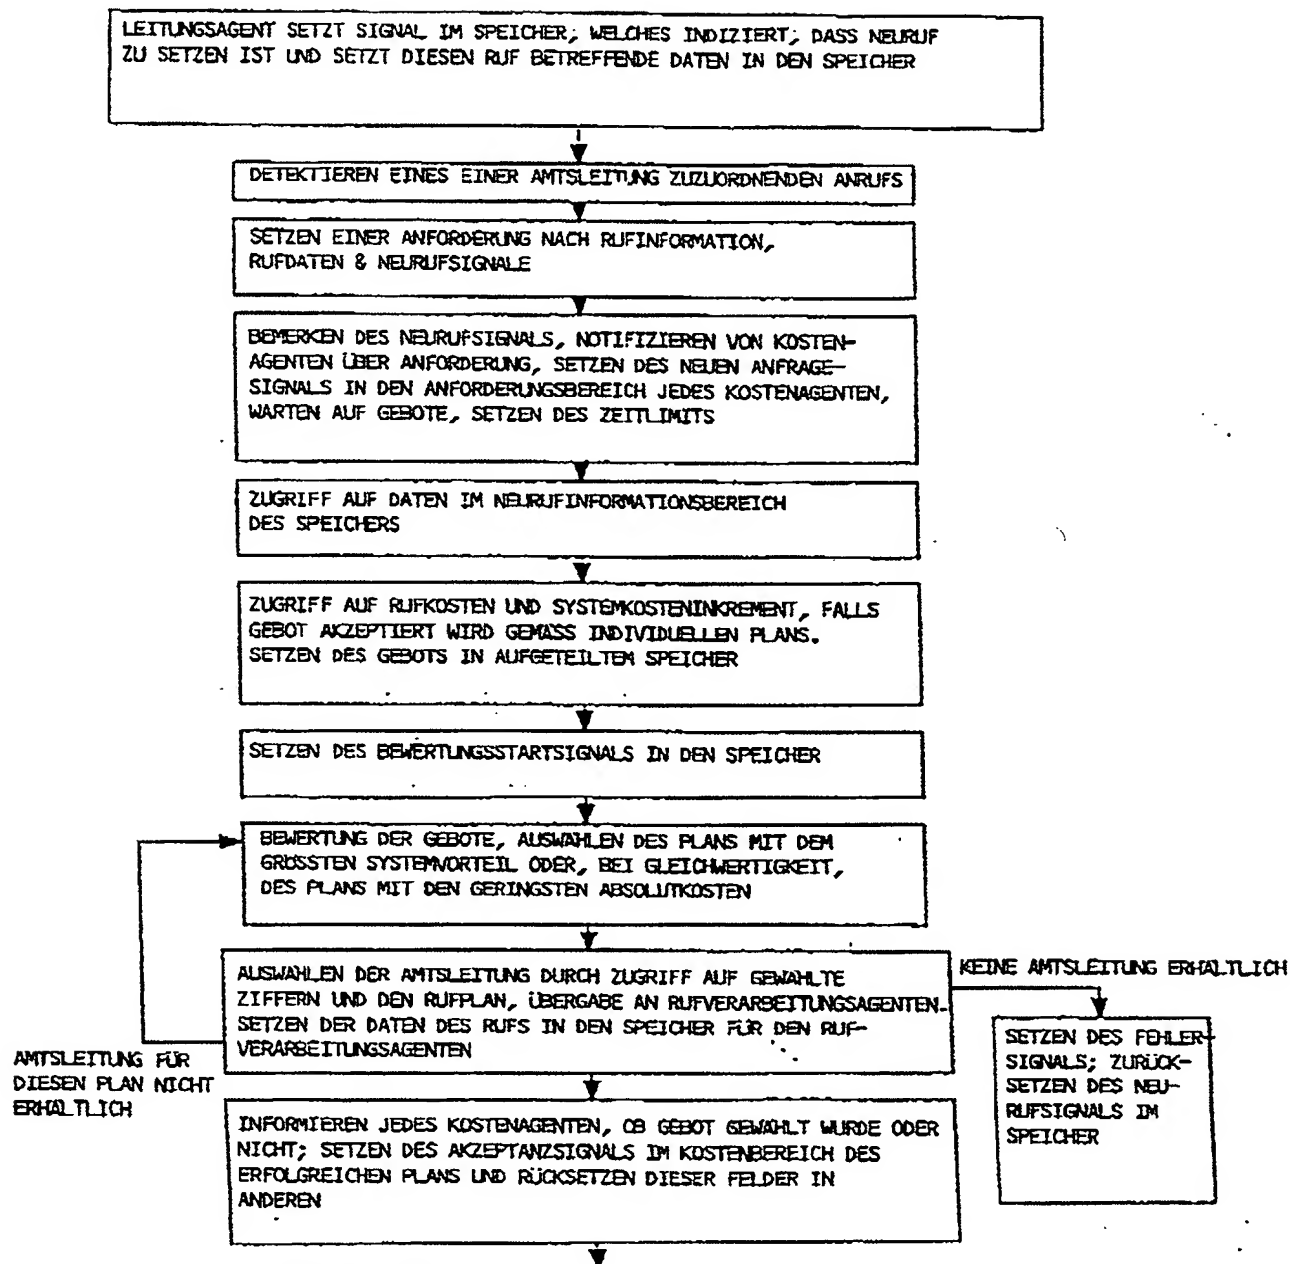 LEITUNGSAGENT SETZT SIGNAL IM SPEICHER; WELCHES INDIZIERT; DASS NEURUF
ZU SETZEN IST UND SETZT DIESEN RUF BETREFFENDE DATEN IN DEN SPEICHER
DETEKTIEREN EINES EINER AMTSLEITUNG ZUZUORDNENDEN ANRUFS
SETZEN EINER ANFORDERUNG NACH RUFINFORMATION,
RUFDATEN & NEURUFSIGNALE
BEMERKEN DES NEURUFSIGNALS, NOTIFIZIEREN VON KOSTEN-
AGENTEN ÜBER ANFORDERUNG, SETZEN DES NEUEN ANFRAGE-
SIGNALS IN DEN ANFORDERUNGSBEREICH JEDES KOSTENAGENTEN,
WARTEN AUF GEBOTE, SETZEN DES ZEITLIMITS
ZUGRIFF AUF DATEN IM NEURUFINFORMATIONSBEREICH
DES SPEICHERS
ZUGRIFF AUF RUFKOSTEN UND SYSTEMKOSTENINKREMENT, FALLS
GEBOT AKZEPTIERT WIRD GEMÄSS INDIVIDUELLEN PLANS.
SETZEN DES GEBOTS IN AUFGETEILTEM SPEICHER
SETZEN DES BEWERTUNGSSTARTSIGNALS IN DEN SPEICHER
BEWERTUNG DER GEBOTE, AUSWÄHLEN DES PLANS MIT DEM
GRÖSSTEN SYSTEMVORTEIL ODER, BEI GLEICHWERTIGKEIT,
DES PLANS MIT DEN GERINGSTEN ABSOLUTKOSTEN
AUSWÄHLEN DER AMTSLEITUNG DURCH ZUGRIFF AUF GEWÄHLTE
ZIFFERN UND DEN RUFPLAN, ÜBERGABE AN RUFVERARBEITUNGSAGENTEN.
SETZEN DER DATEN DES RUFS IN DEN SPEICHER FÜR DEN RUF-
VERARBEITUNGSAGENTEN
KEINE AMTSLEITUNG ERHÄLTLICH
SETZEN DES FEHLER-
SIGNALS; ZURÜCK-
SETZEN DES NEU-
RUFSIGNALS IM
SPEICHER
AMTSLEITUNG FÜR
DIESEN PLAN NICHT
ERHÄLTLICH
INFORMIEREN JEDES KOSTENAGENTEN, OB GEBOT GEWÄHLT WURDE ODER
NICHT; SETZEN DES AKZEPTANZSIGNALS IM KOSTENBEREICH DES
ERFOLGREICHEN PLANS UND RÜCKSETZEN DIESER FELDER IN
ANDEREN